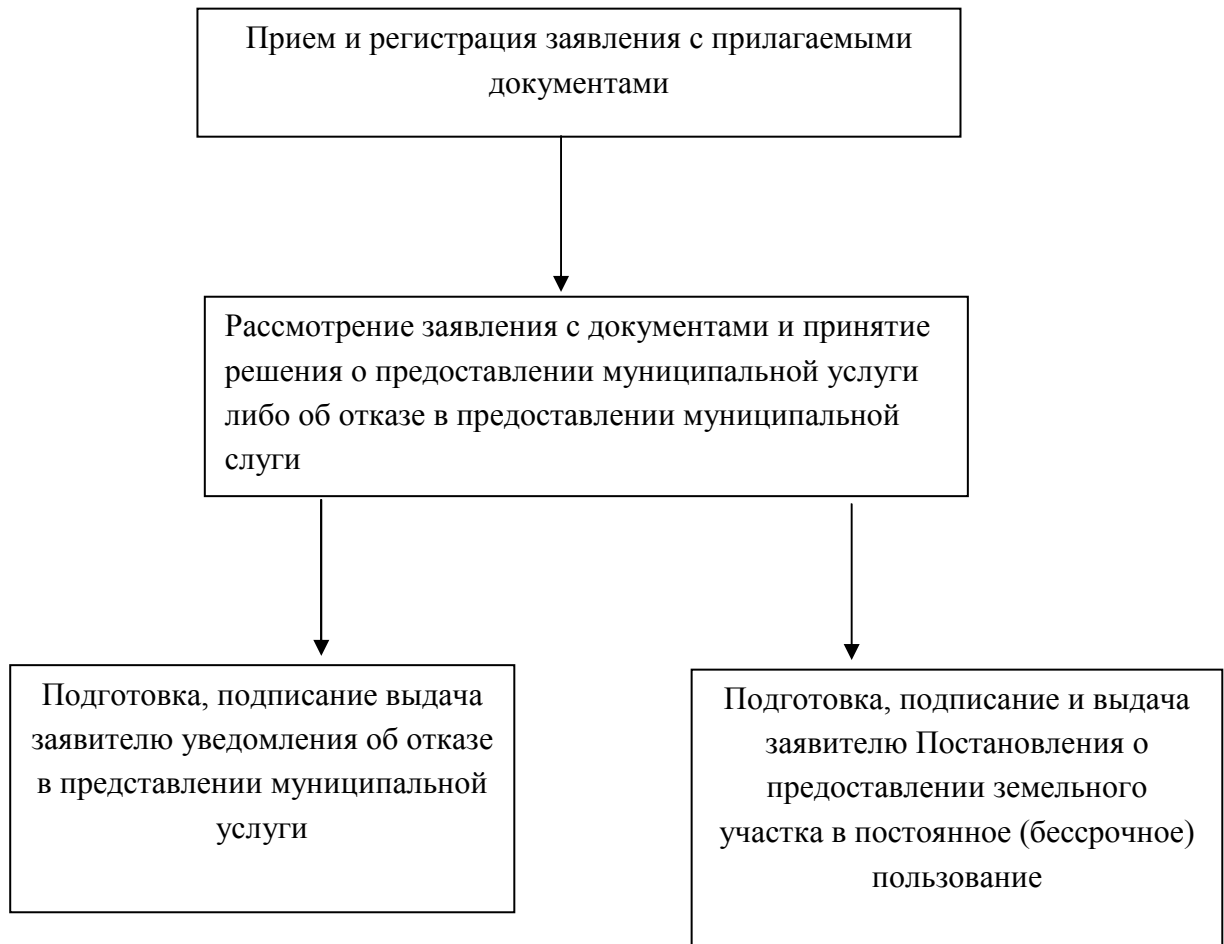 Прием и регистрация заявления с прилагаемыми
документами
Рассмотрение заявления с документами и принятие
решения о предоставлении муниципальной услуги
либо об отказе в предоставлении муниципальной
слуги
Подготовка, подписание выдача
заявителю уведомления об отказе
в представлении муниципальной
услуги
Подготовка, подписание и выдача
заявителю Постановления о
предоставлении земельного
участка в постоянное (бессрочное)
пользование